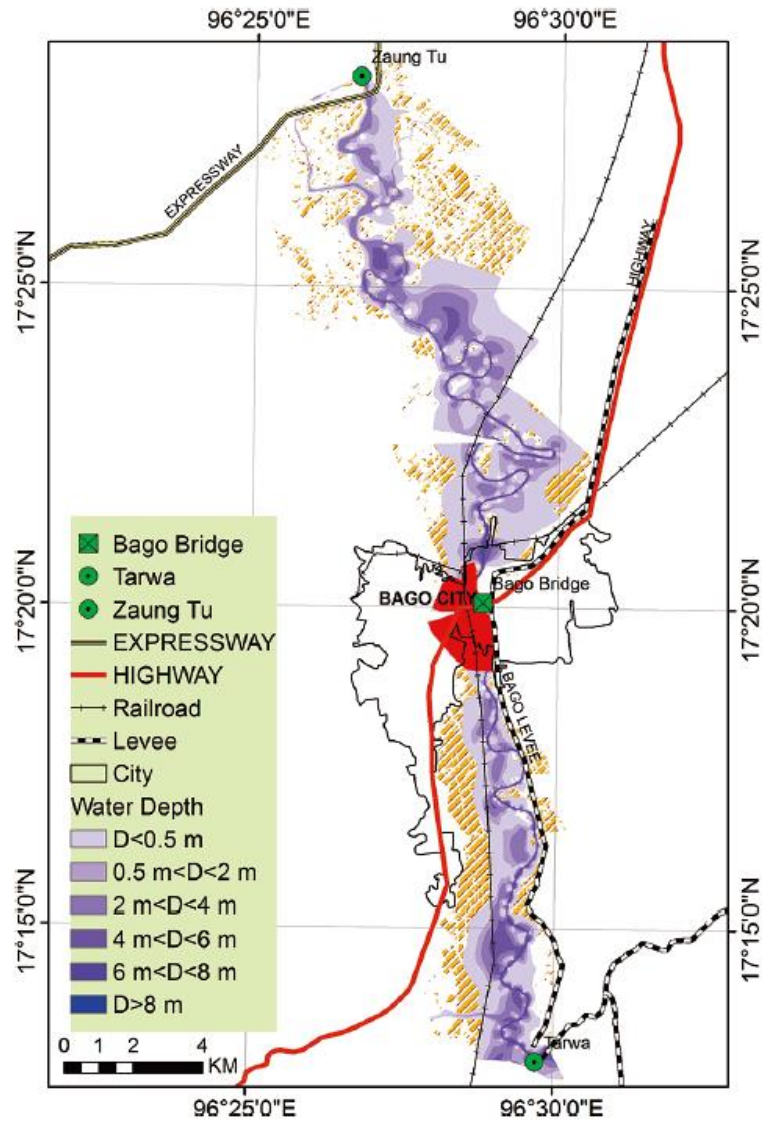 96°25'0"E
96°30'0"E
Zaung Tu
EXPRESSWAY
HIGHWAY
17°25'0"N
17°25'0"N
Bago Bridge
BAGO CITY
17°20'0"N
17°20'0"N
BAGO LEVEE
Bago Bridge
Tarwa
Zaung Tu
EXPRESSWAY
HIGHWAY
Railroad
Levee
City
Water Depth
D<0.5 m
0.5 m<D<2 m
2 m<D<4 m
4 m<D<6 m
6 m<D<8 m
D>8 m
17°15'0"N
17°15'0"N
0 1 2 4
KM
Tarwa
96°25'0"E
96°30'0"E